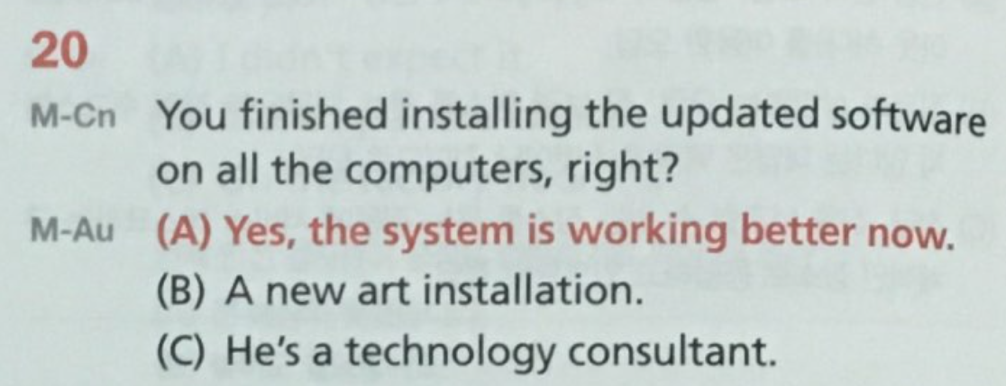 20
M-Cn You finished installing the updated software
on all the computers, right?
M-Au (A) Yes, the system is working better now.
(B) A new art installation.
(C) He's a technology consultant.